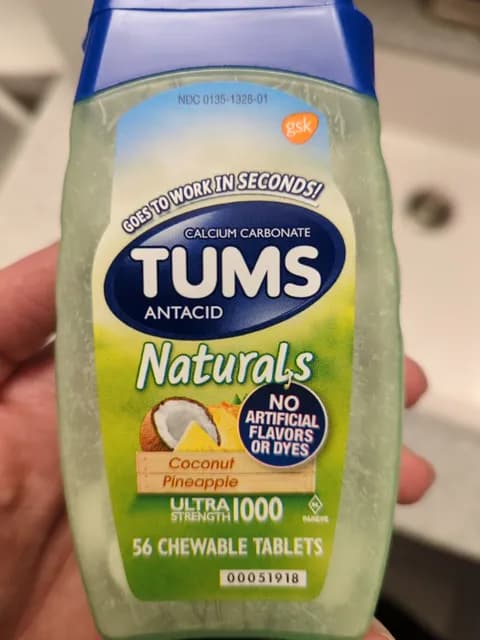 NDC 0135-1328-01
gsk
GOES TO WORK IN SECONDS!
CALCIUM CARBONATE
TUMS
ANTACID
Naturals
NO
ARTIFICIAL
FLAVORS
OR DYES
Coconut
Pineapple
ULTRA
STRENGTH
1000
56 CHEWABLE TABLETS
00051918